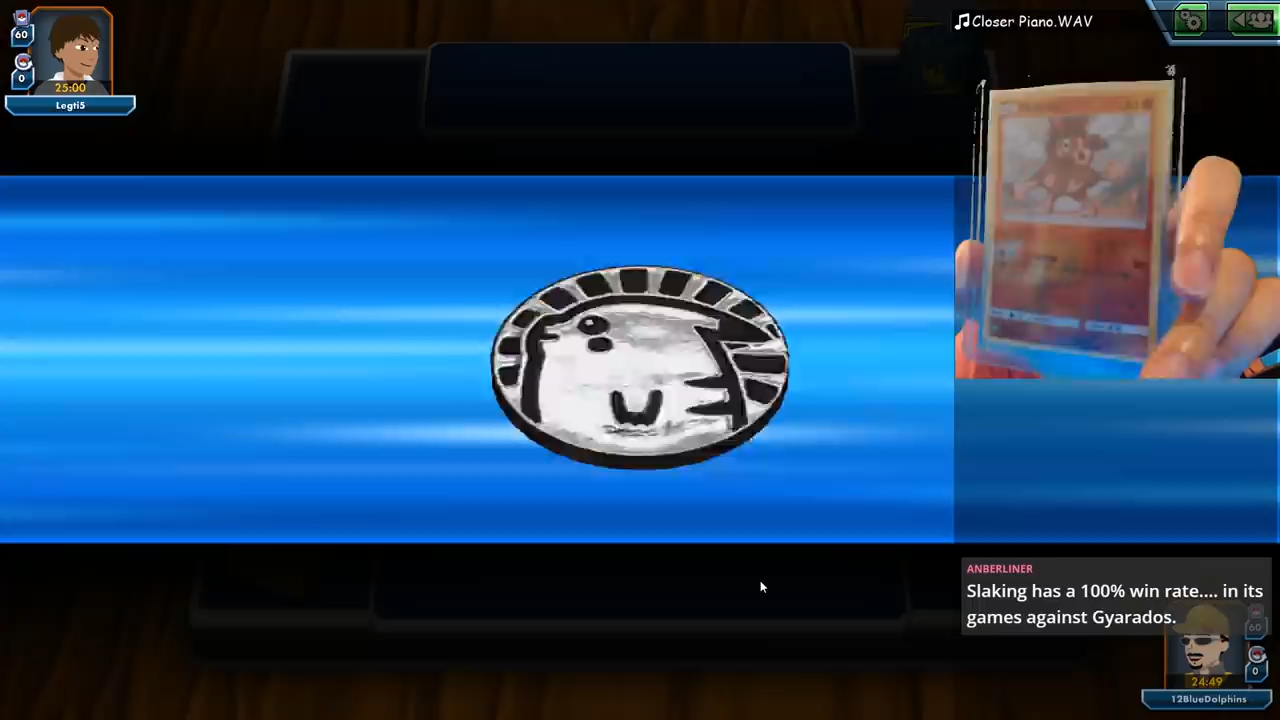 60
0
25:00
Legti5
Closer Piano.WAV
ANBERLINER
Slaking has a 100% win rate.... in its
games against Gyarados.
60
0
24:49
12BlueDolphins